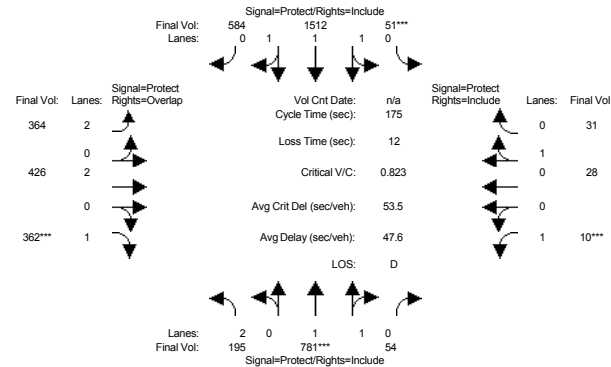 Signal=Protect/Rights=Include
Final Vol: 584 1512 51***
Lanes: 0 1 1 1 0
Signal=Protect
Final Vol: Lanes: Rights=Overlap
Vol Cnt Date: n/a
Signal=Protect
Rights=Include Lanes: Final Vol
Cycle Time (sec): 175
364 2
0 31
Loss Time (sec): 12
0
1
426 2
Critical V/C: 0.823
0 28
0
Avg Crit Del (sec/veh): 53.5
0
362*** 1
Avg Delay (sec/veh): 47.6
1 10***
LOS: D
Lanes: 2 0 1 1 0
Final Vol: 195 781*** 54
Signal=Protect/Rights=Include